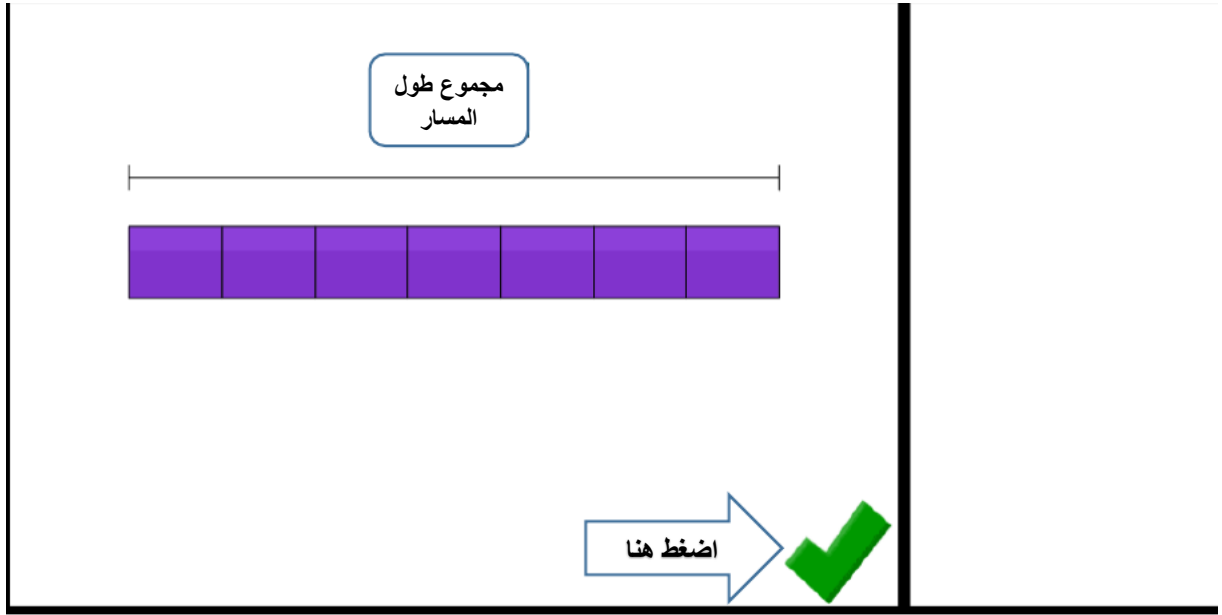 مجموع طول
المسار
اضغط هنا